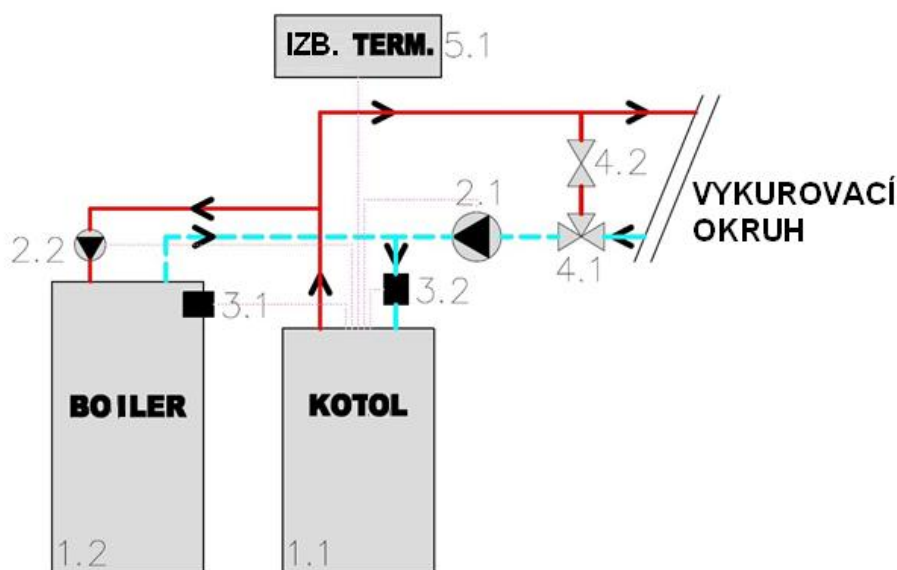 IZB. TERM. 5.1
4.2
2.1
VYKUROVACÍ
OKRUH
2.2
4.1
3.1
3.2
BOILER
KOTOL
1.2
1.1